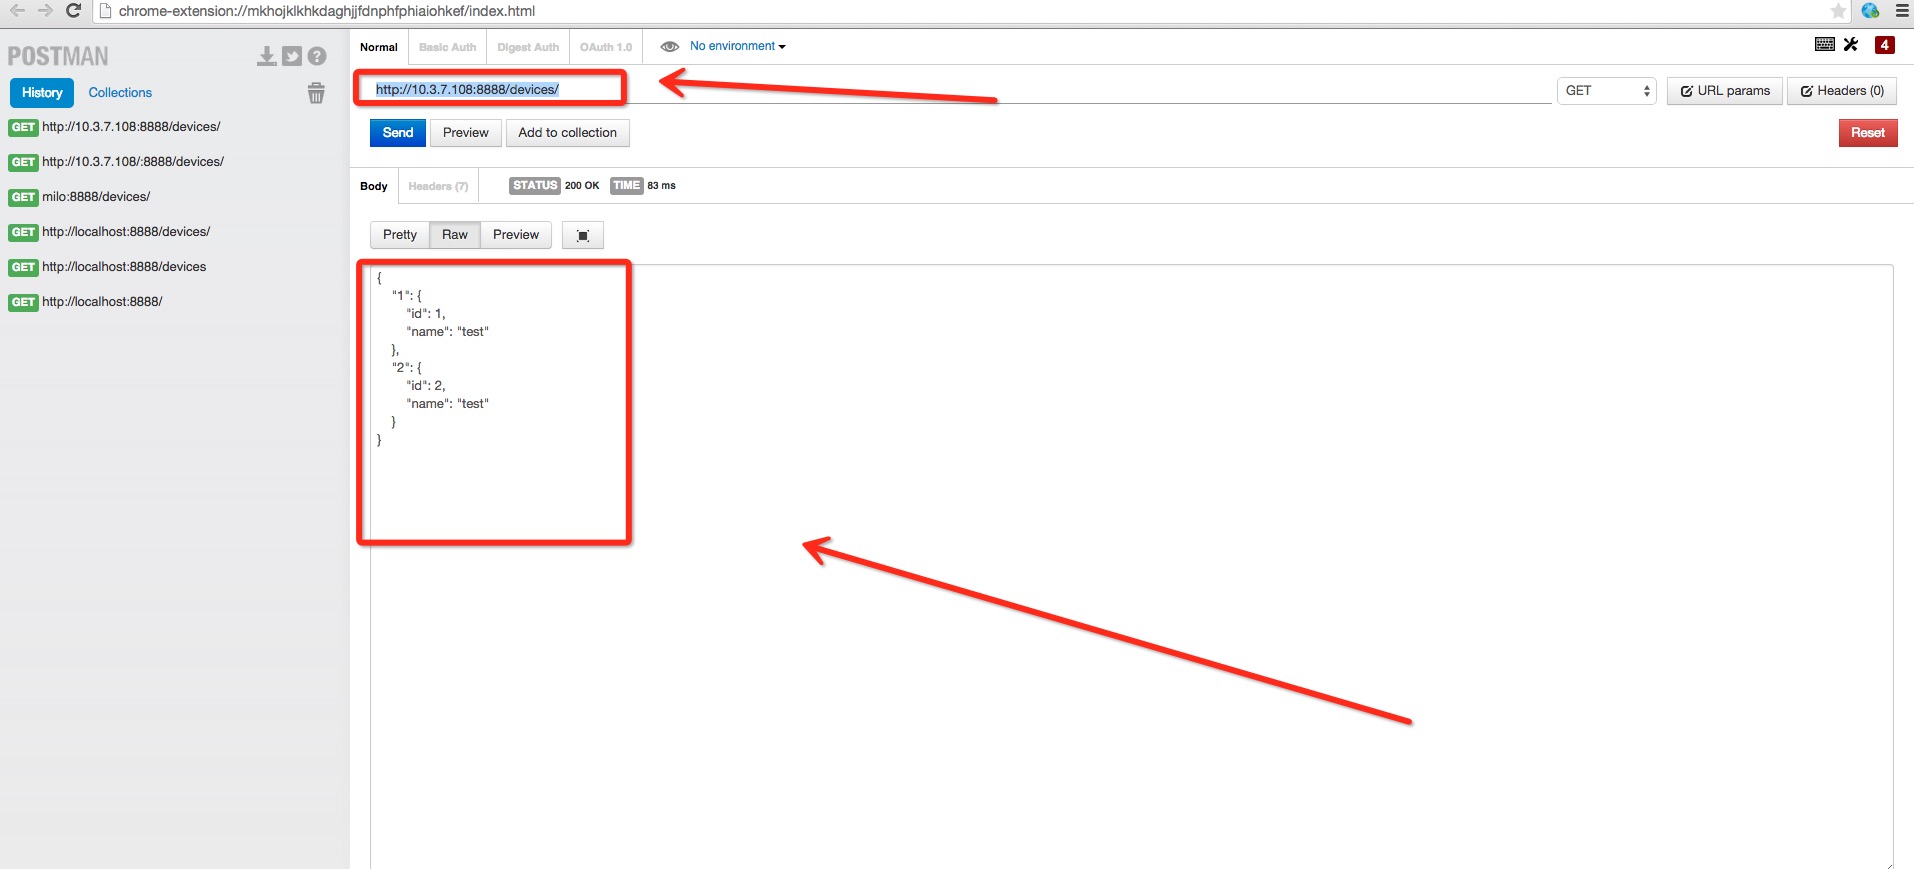 chrome-extension://mkhojklkhkdaghjjfdnphfphiaiohkef/index.html
POSTMAN
History Collections
GET http://10.3.7.108:8888/devices/
GET http://10.3.7.108/:8888/devices/
GET milo:8888/devices/
GET http://localhost:8888/devices/
GET http://localhost:8888/devices
GET http://localhost:8888/
Normal Basic Auth Digest Auth OAuth 1.0 No environment 4
http://10.3.7.108:8888/devices/ GET URL params Headers (0)
Send Preview Add to collection Reset
Body Headers (7) STATUS 200 OK TIME 83 ms
Pretty Raw Preview
{
"1": {
"id": 1,
"name": "test"
},
"2": {
"id": 2,
"name": "test"
}
}